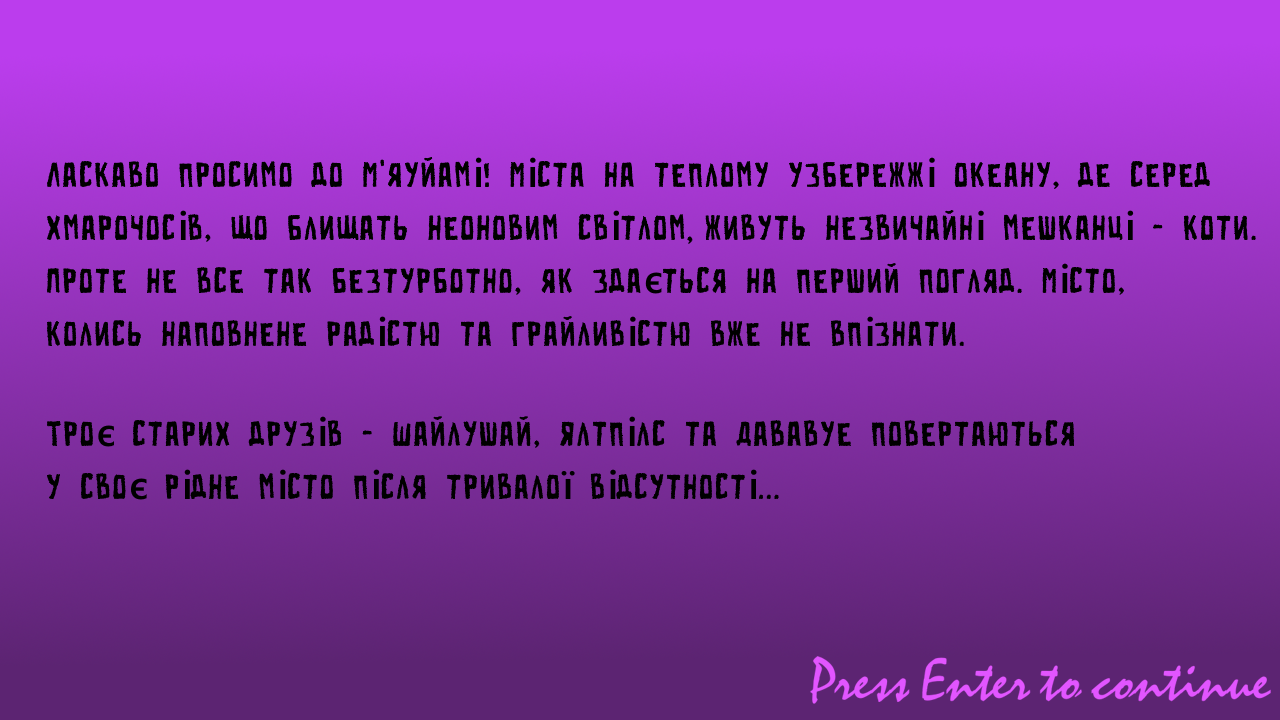 ЛАСКАВО ПРОСИМО ДО М'ЯУЙАМІ! МІСТА НА ТЕПЛОМУ УЗБЕРЕЖЖІ ОКЕАНУ, ДЕ СЕРЕД
ХМАРОЧОСІВ, ЩО БЛИЩАТЬ НЕОНОВИМ СВІТЛОМ, ЖИВУТЬ НЕЗВИЧАЙНІ МЕШКАНЦІ - КОТИ.
ПРОТЕ НЕ ВСЕ ТАК БЕЗТУРБОТНО, ЯК ЗДАЄТЬСЯ НА ПЕРШИЙ ПОГЛЯД. МІСТО,
КОЛИСЬ НАПОВНЕНЕ РАДІСТЮ ТА ГРАЙЛИВІСТЮ ВЖЕ НЕ ВПІЗНАТИ.
ТРОЄ СТАРИХ ДРУЗІВ - ШАЙЛУШАЙ, ЯЛТПІЛС ТА ДАВАВУЕ ПОВЕРТАЮТЬСЯ
У СВОЄ РІДНЕ МІСТО ПІСЛЯ ТРИВАЛОЇ ВІДСУТНОСТІ...
Press Enter to continue